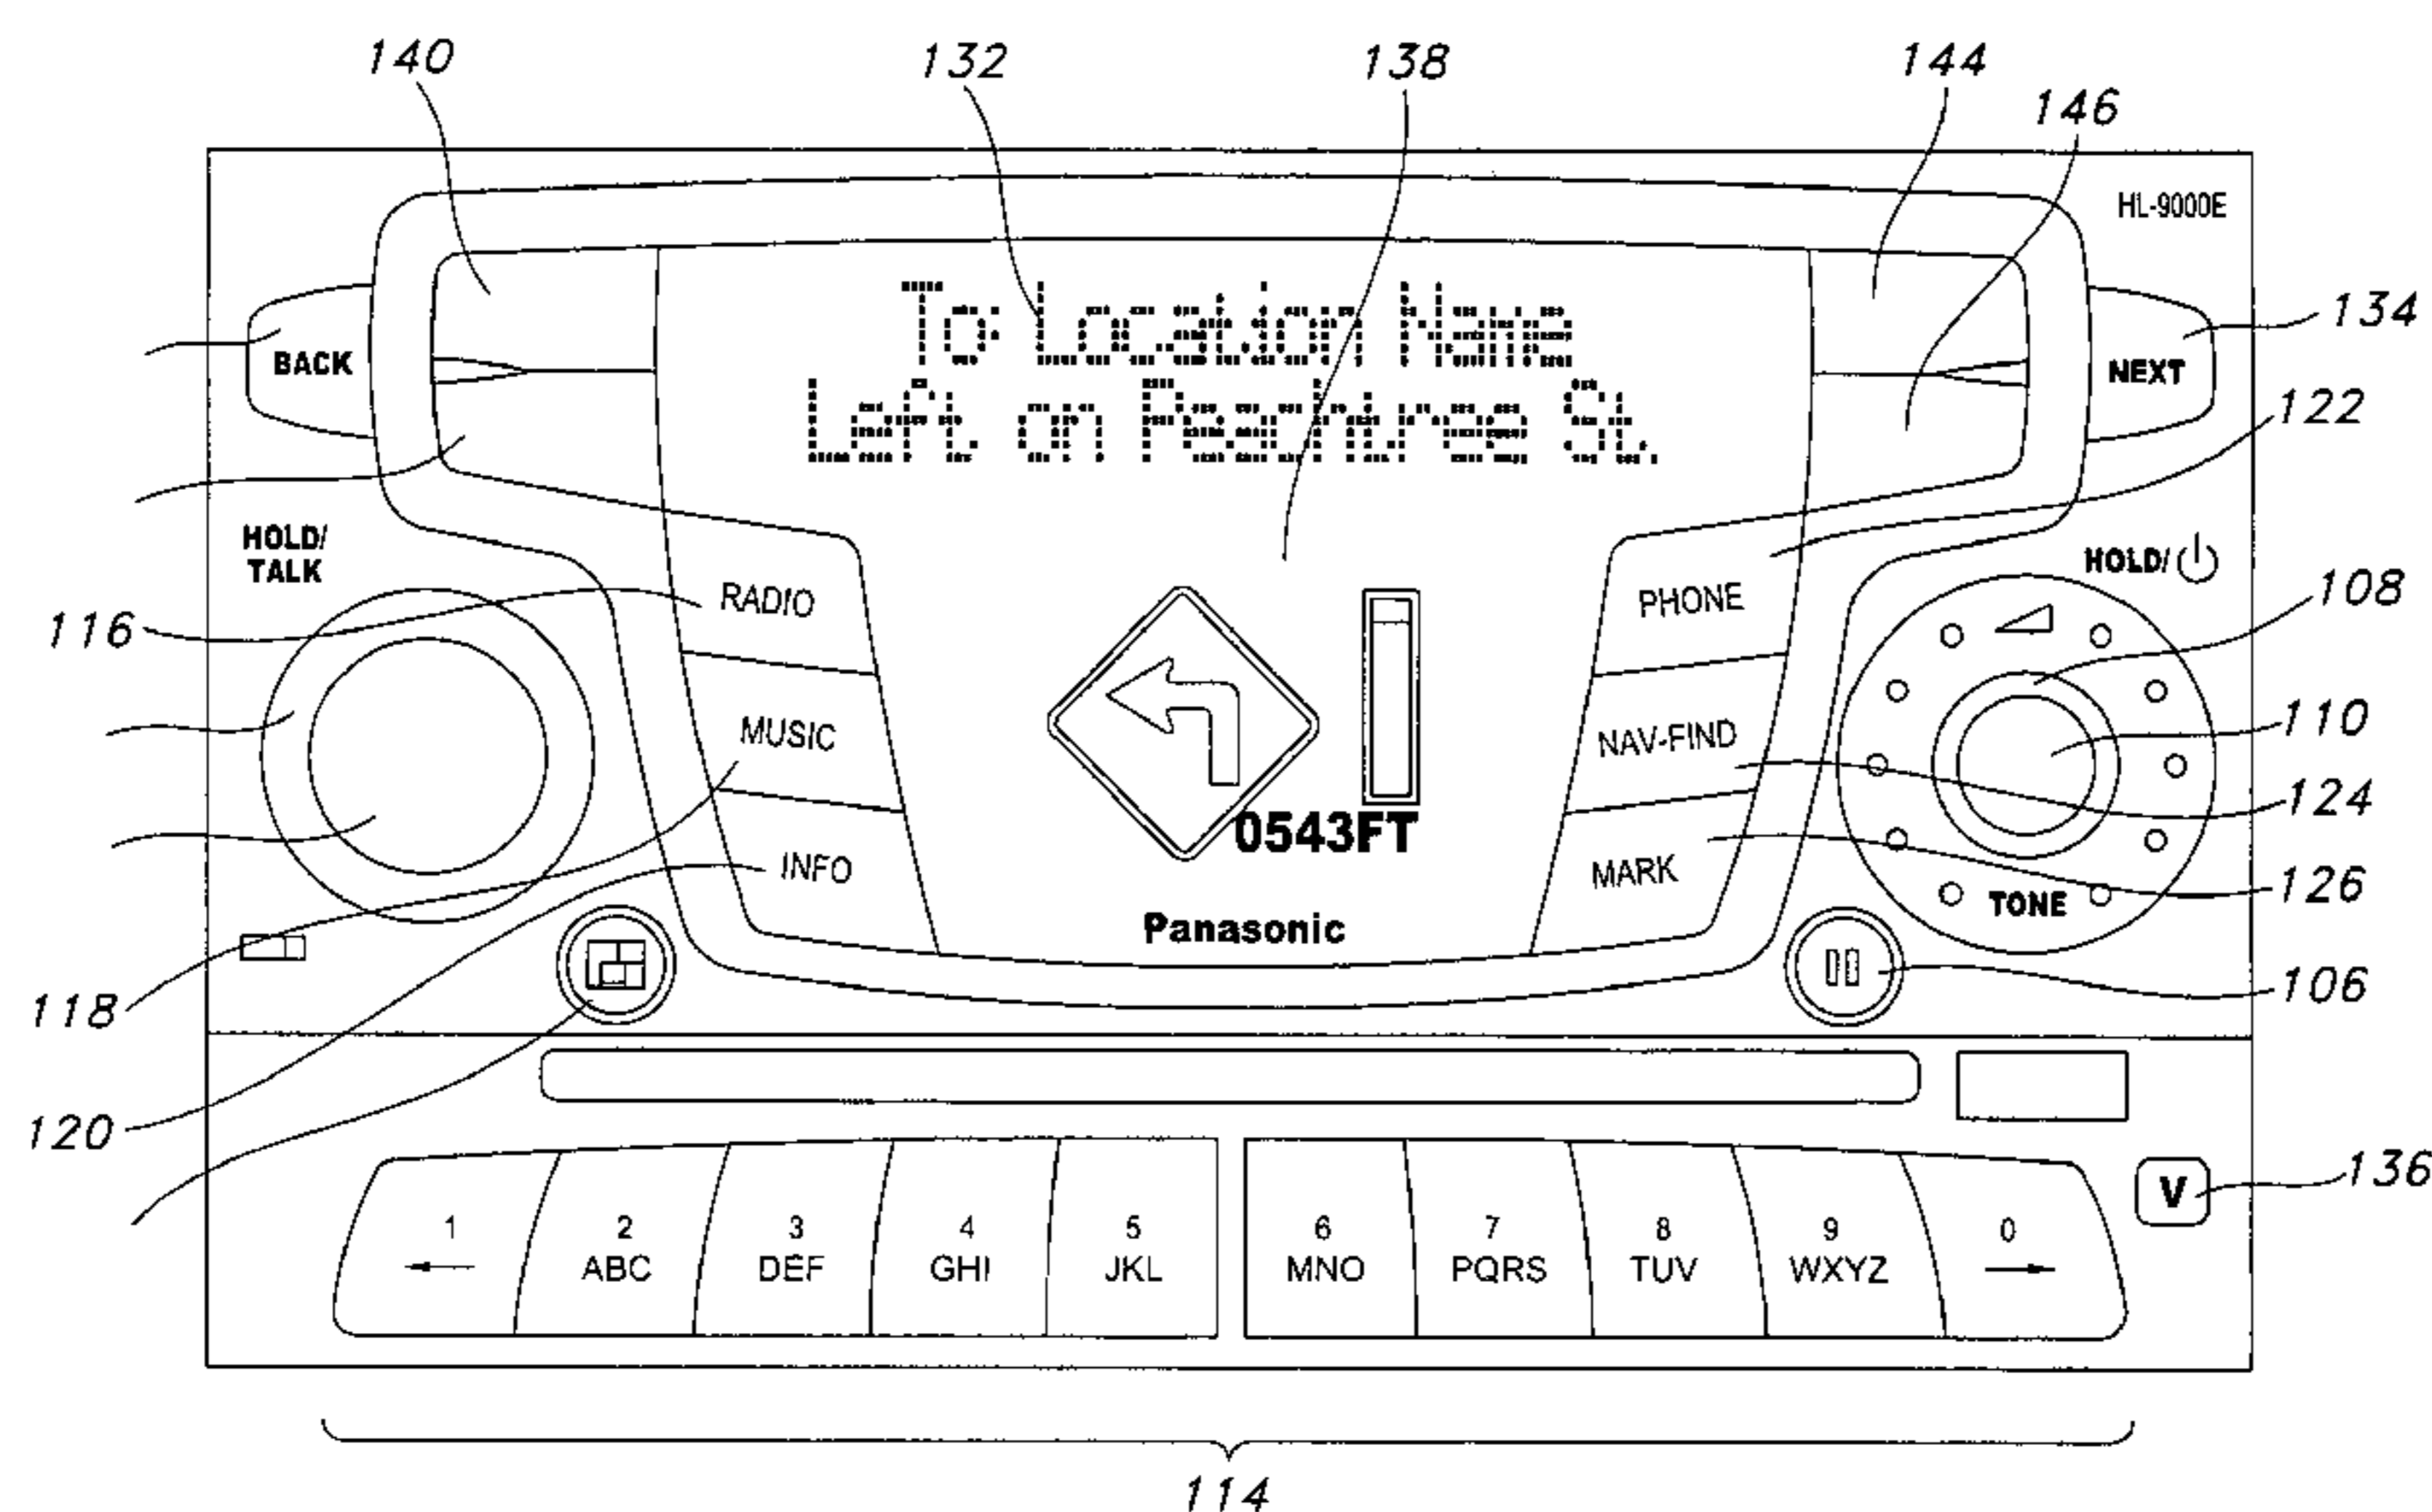 140
132
138
144
146
HL-9000E
To Location Name
Left on Peachtree St.
BACK
NEXT
134
122
HOLD/
TALK
HOLD/
116
RADIO
PHONE
108
MUSIC
NAV-FIND
110
124
0543FT
INFO
MARK
126
TONE
Panasonic
118
106
120
136
V
1
2
ABC
3
DEF
4
GHI
5
JKL
6
MNO
7
PQRS
8
TUV
9
WXYZ
0
114